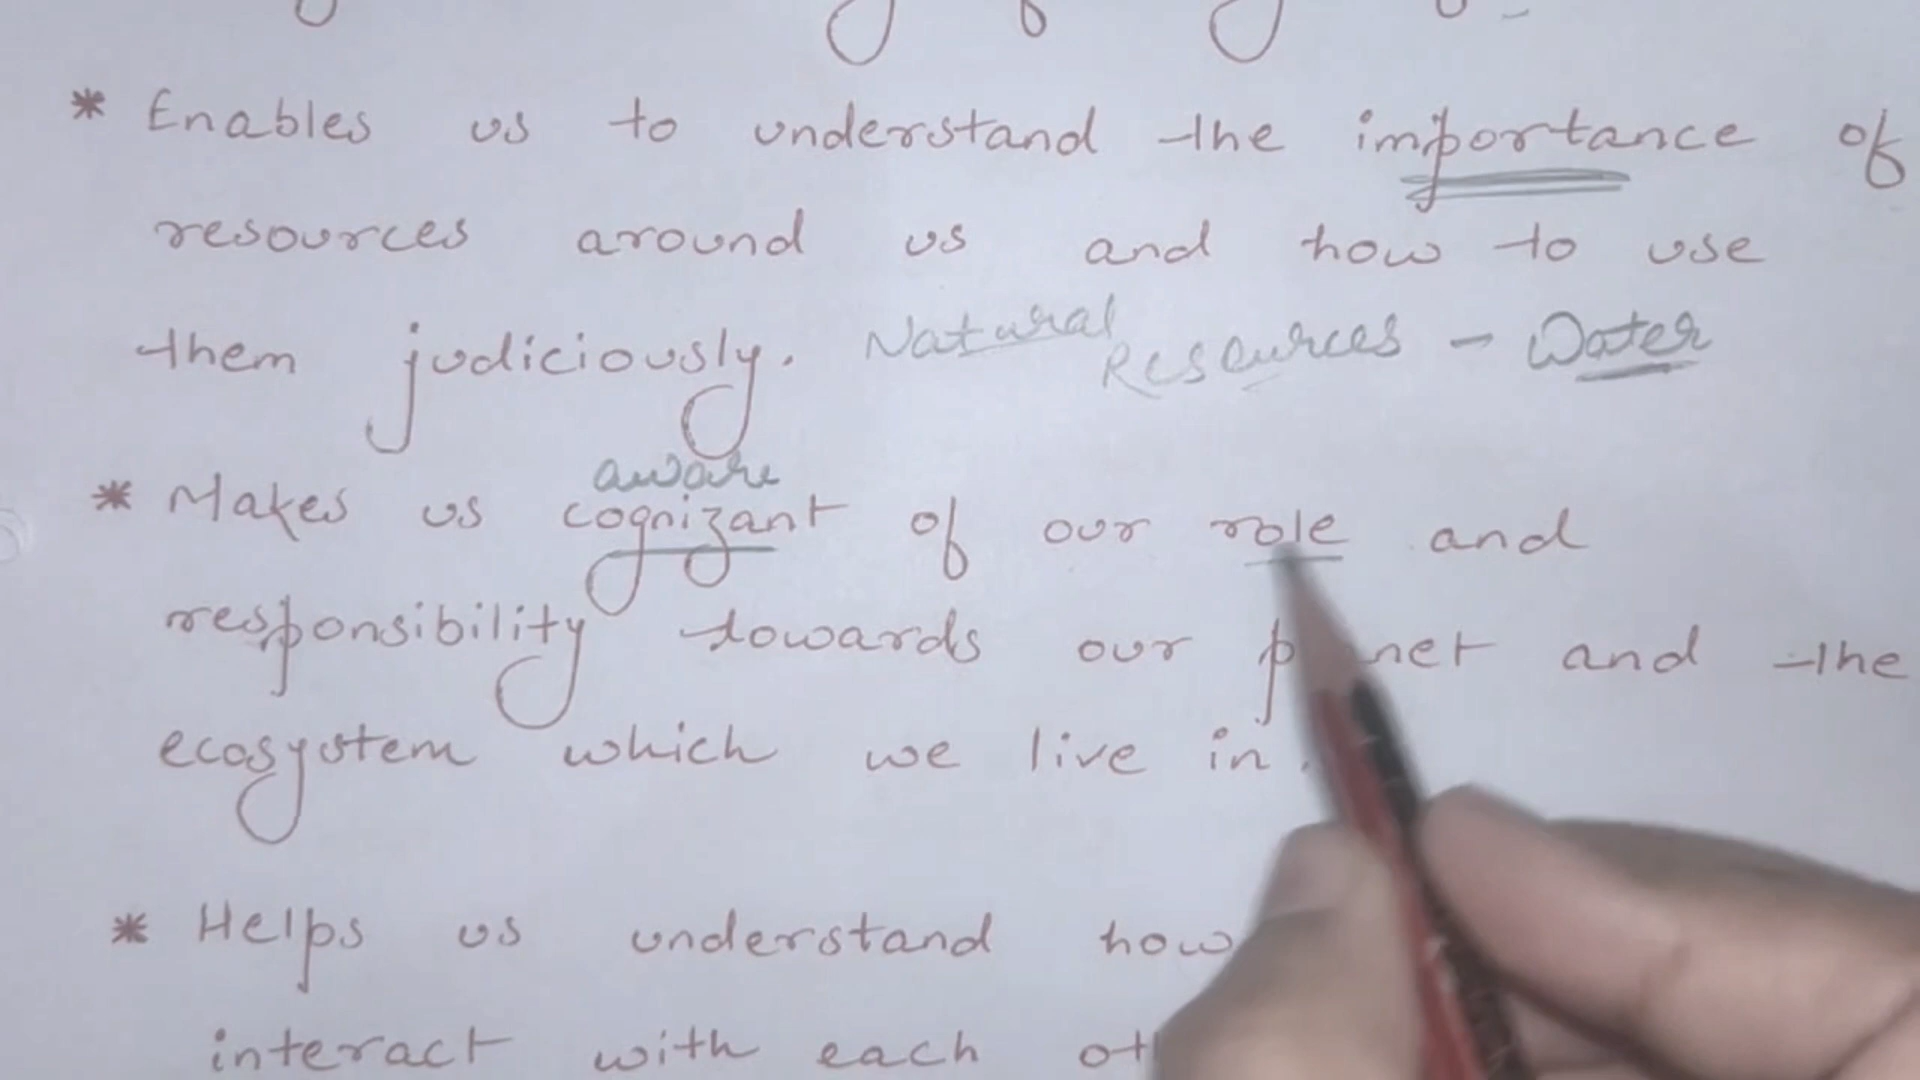 * Enables us to understand the importance of
resources around us and how to use
them judiciously. Natural Resources - Water
aware
* Makes us cognizant of our role and
responsibility towards our and the
ecosystem which we live in.
* Helps us understand how
interact with each